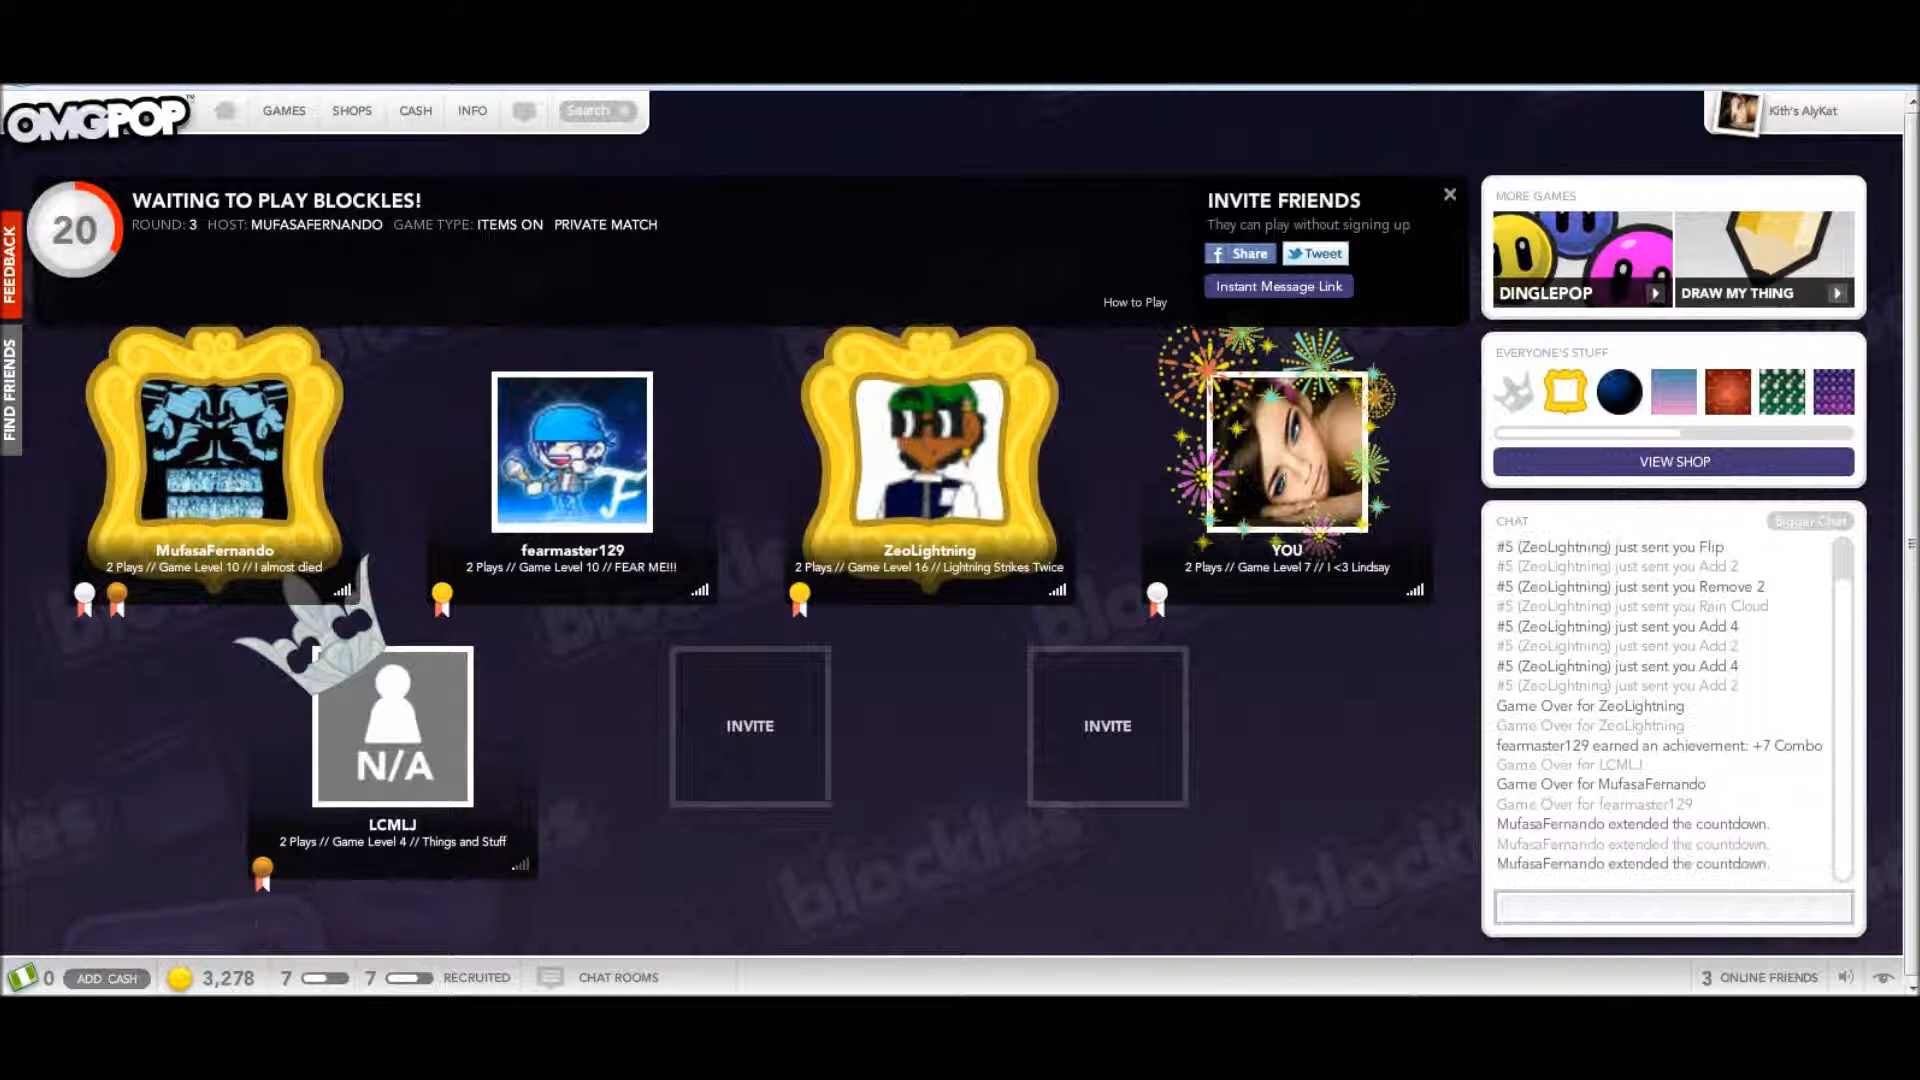 OMGPOP™
GAMES
SHOPS
CASH
INFO
Search
Kith's AlyKat
FEEDBACK
FIND FRIENDS
20
WAITING TO PLAY BLOCKLES!
ROUND: 3 HOST: MUFASAFERNANDO GAME TYPE: ITEMS ON PRIVATE MATCH
How to Play
INVITE FRIENDS
They can play without signing up
f Share
Tweet
Instant Message Link
MufasaFernando
2 Plays // Game Level 10 // I almost died
fearmaster129
2 Plays // Game Level 10 // FEAR ME!!!
ZeoLightning
2 Plays // Game Level 16 // Lightning Strikes Twice
YOU
2 Plays // Game Level 7 // I <3 Lindsay
N/A
LCMLJ
2 Plays // Game Level 4 // Things and Stuff
INVITE
INVITE
blockles
blockles
blockles
MORE GAMES
DINGLEPOP
DRAW MY THING
EVERYONE'S STUFF
VIEW SHOP
CHAT
Bigger Chat
#5 (ZeoLightning) just sent you Flip
#5 (ZeoLightning) just sent you Add 2
#5 (ZeoLightning) just sent you Remove 2
#5 (ZeoLightning) just sent you Rain Cloud
#5 (ZeoLightning) just sent you Add 4
#5 (ZeoLightning) just sent you Add 2
#5 (ZeoLightning) just sent you Add 4
#5 (ZeoLightning) just sent you Add 2
Game Over for ZeoLightning
Game Over for ZeoLightning
fearmaster129 earned an achievement: +7 Combo
Game Over for LCMLJ
Game Over for MufasaFernando
Game Over for fearmaster129
MufasaFernando extended the countdown.
MufasaFernando extended the countdown.
MufasaFernando extended the countdown.
0 ADD CASH
3,278
7
7 RECRUITED
CHAT ROOMS
3 ONLINE FRIENDS